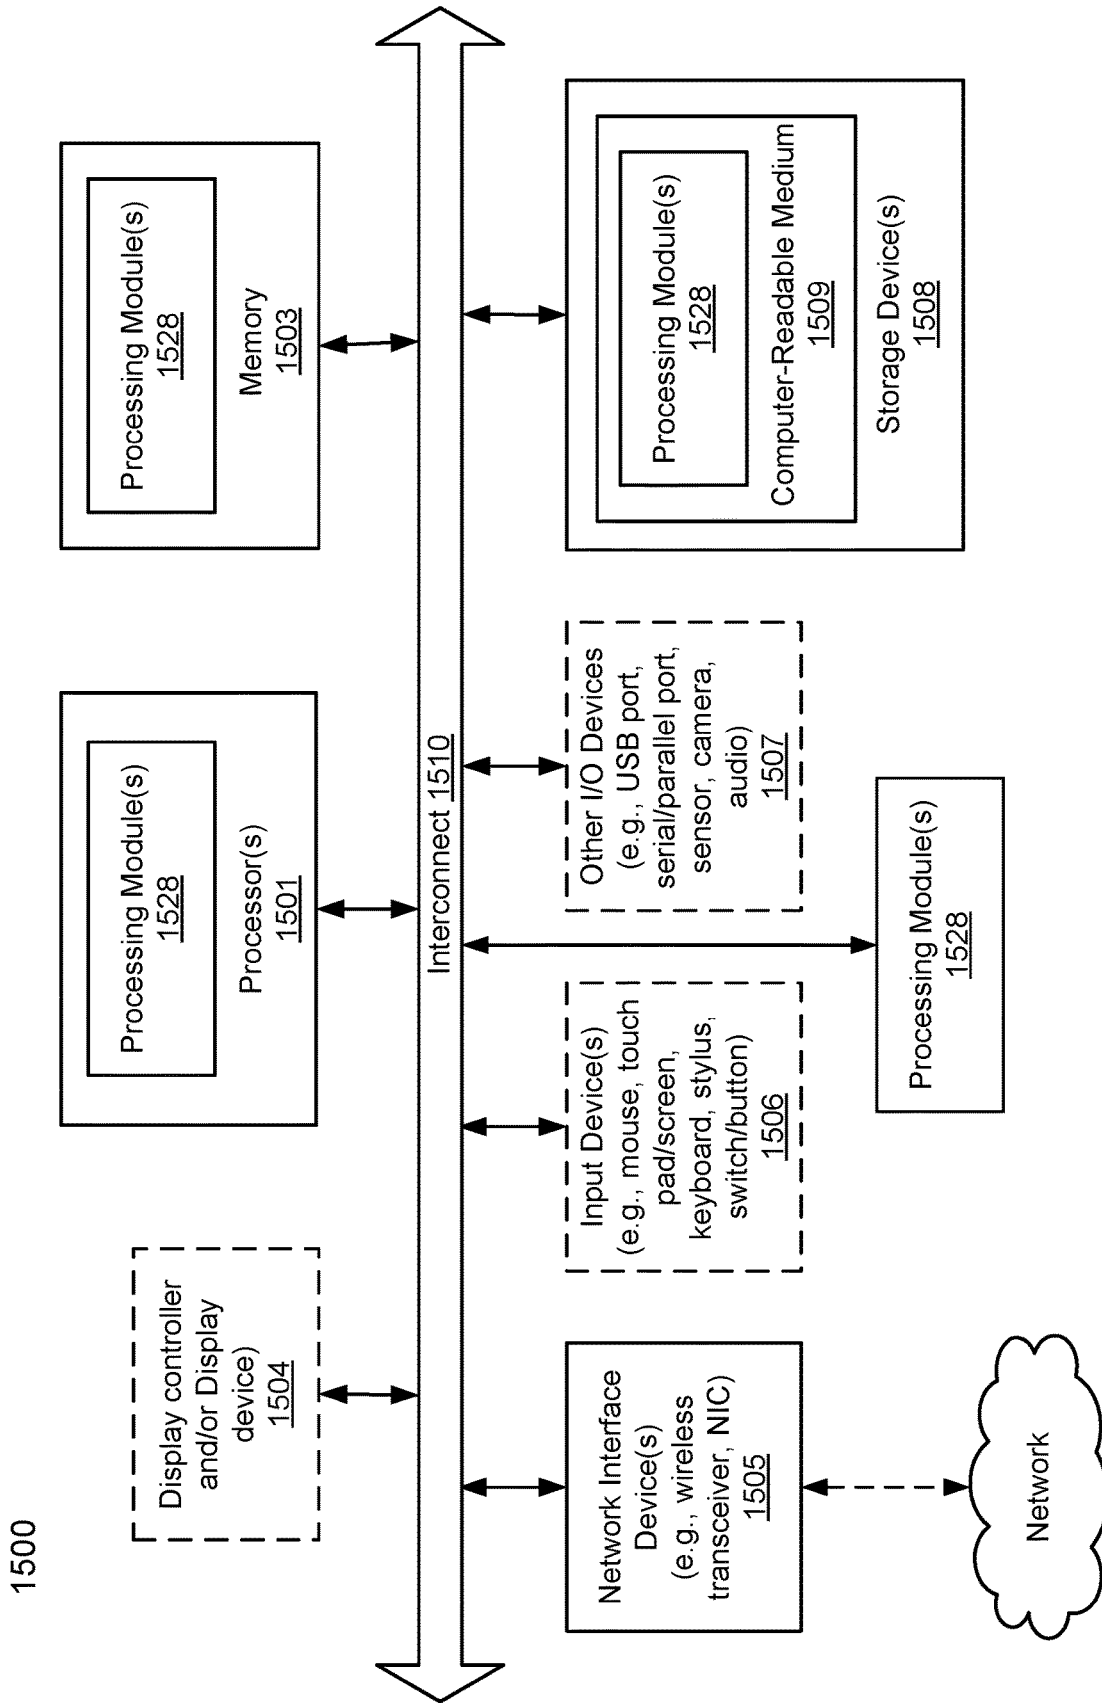 1500
Display controller
and/or Display
device)
1504
Processing Module(s)
1528
Processor(s)
1501
Processing Module(s)
1528
Memory
1503
Interconnect 1510
Network Interface
Device(s)
(e.g., wireless
transceiver, NIC)
1505
Input Device(s)
(e.g., mouse, touch
pad/screen,
keyboard, stylus,
switch/button)
1506
Other I/O Devices
(e.g., USB port,
serial/parallel port,
sensor, camera,
audio)
1507
Processing Module(s)
1528
Computer-Readable Medium
1509
Storage Device(s)
1508
Processing Module(s)
1528
Network